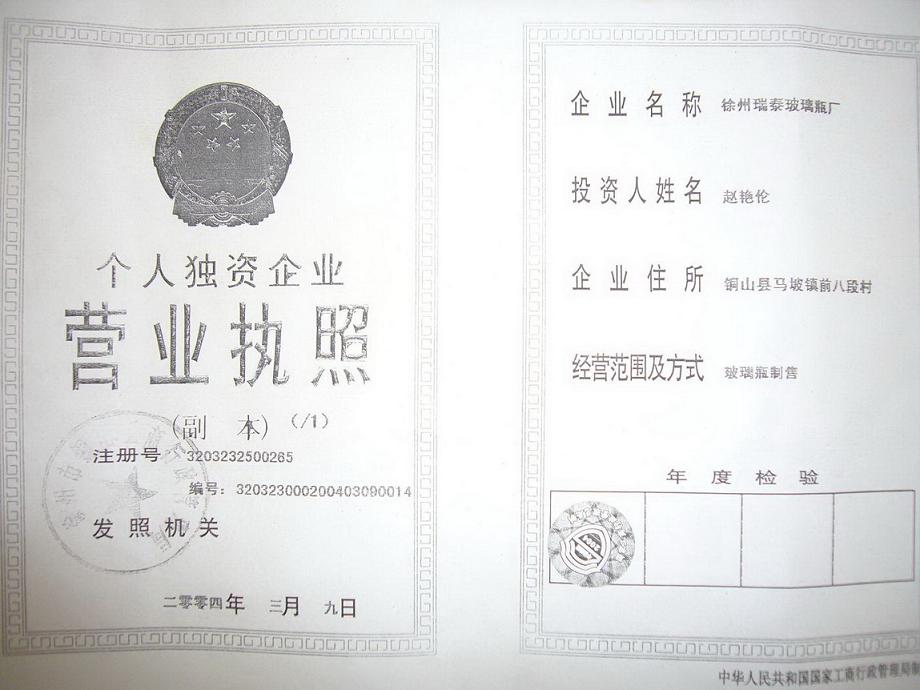 个人独资企业
营业执照
(副 本) (/1)
注册号 3203232500265
编号: 320323000200403090014
发照机关
二零零四年 三月 九日
企业名称 徐州瑞泰玻璃瓶厂
投资人姓名 赵艳伦
企业住所 铜山县马坡镇前八段村
经营范围及方式 玻璃瓶制售
年度检验
中华人民共和国国家工商行政管理局制